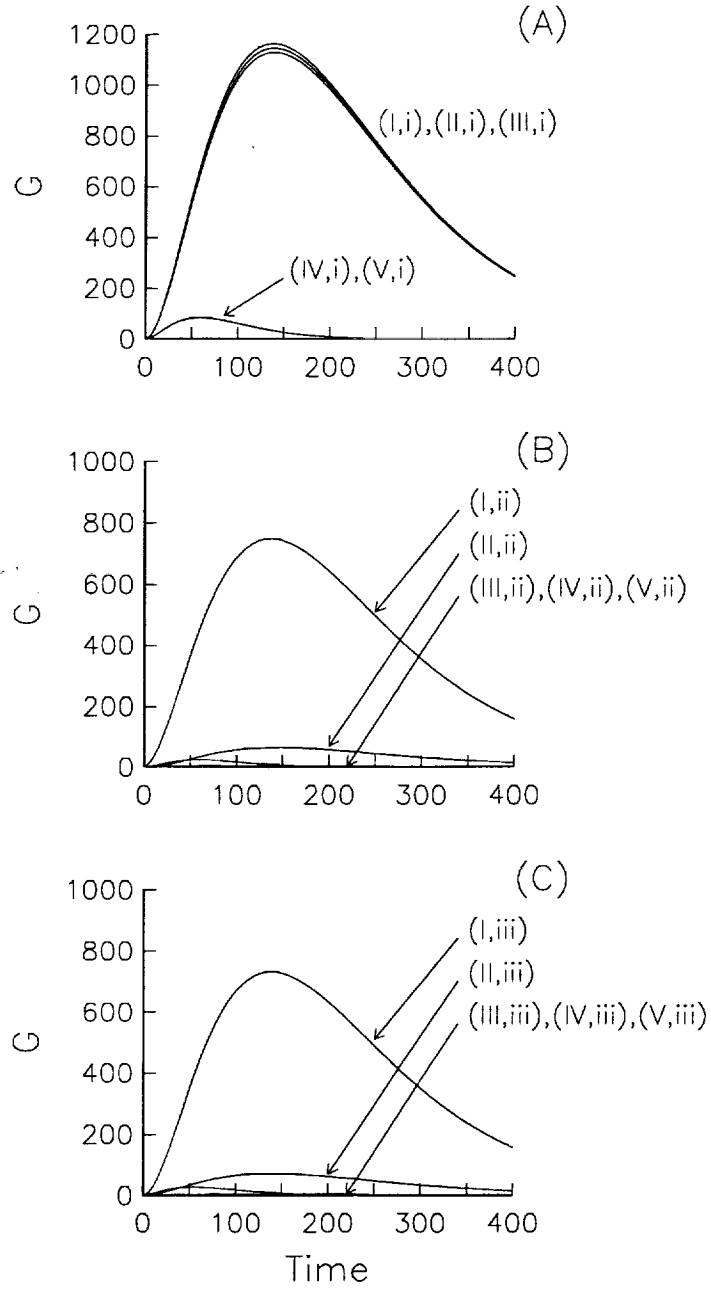 (A)
1200
1000
800
600
400
200
0
G
(I,i),(II,i),(III,i)
(IV,i),(V,i)
0 100 200 300 400
(B)
1000
800
600
400
200
0
G
(I,ii)
(II,ii)
(III,ii),(IV,ii),(V,ii)
0 100 200 300 400
(C)
1000
800
600
400
200
0
G
(I,iii)
(II,iii)
(III,iii),(IV,iii),(V,iii)
0 100 200 300 400
Time